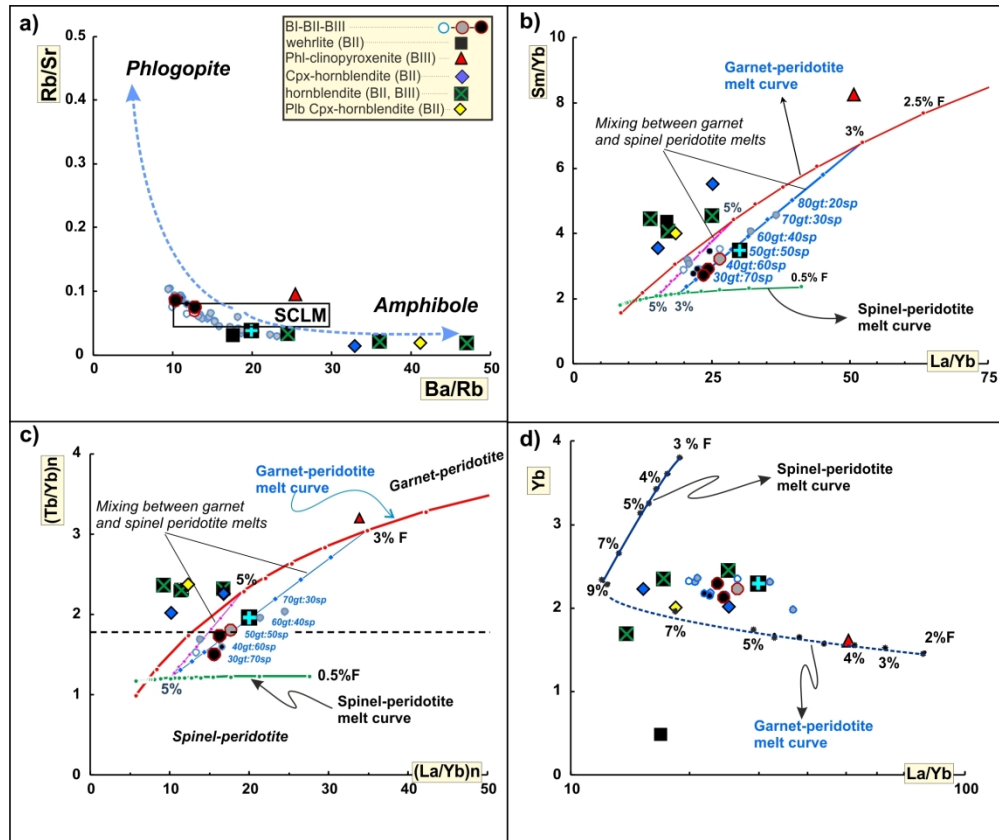 a)
Rb/Sr
0.5
0.4
0.3
0.2
0.1
0
0
10
20
30
40
50
Ba/Rb
Phlogopite
Amphibole
SCLM
BI-BII-BIII
wehrlite (BII)
Phl-clinopyroxenite (BIII)
Cpx-hornblendite (BII)
hornblendite (BII, BIII)
Plb Cpx-hornblendite (BII)
b)
Sm/Yb
10
8
6
4
2
0
0
25
50
75
La/Yb
Garnet-peridotite
melt curve
2.5% F
3%
Mixing between garnet
and spinel peridotite melts
5%
80gt:20sp
70gt:30sp
60gt:40sp
50gt:50sp
40gt:60sp
30gt:70sp
0.5% F
5%
3%
Spinel-peridotite
melt curve
c)
(Tb/Yb)n
4
3
2
1
0
0
10
20
30
40
50
(La/Yb)n
Garnet-peridotite
melt curve
Garnet-peridotite
Mixing between garnet
and spinel peridotite melts
3% F
5%
70gt:30sp
60gt:40sp
50gt:50sp
40gt:60sp
30gt:70sp
5%
0.5%F
Spinel-peridotite
melt curve
Spinel-peridotite
d)
Yb
4
3
2
1
0
10
100
La/Yb
3 % F
4%
5%
7%
9%
Spinel-peridotite
melt curve
7%
5%
4%
3%
2%F
Garnet-peridotite
melt curve